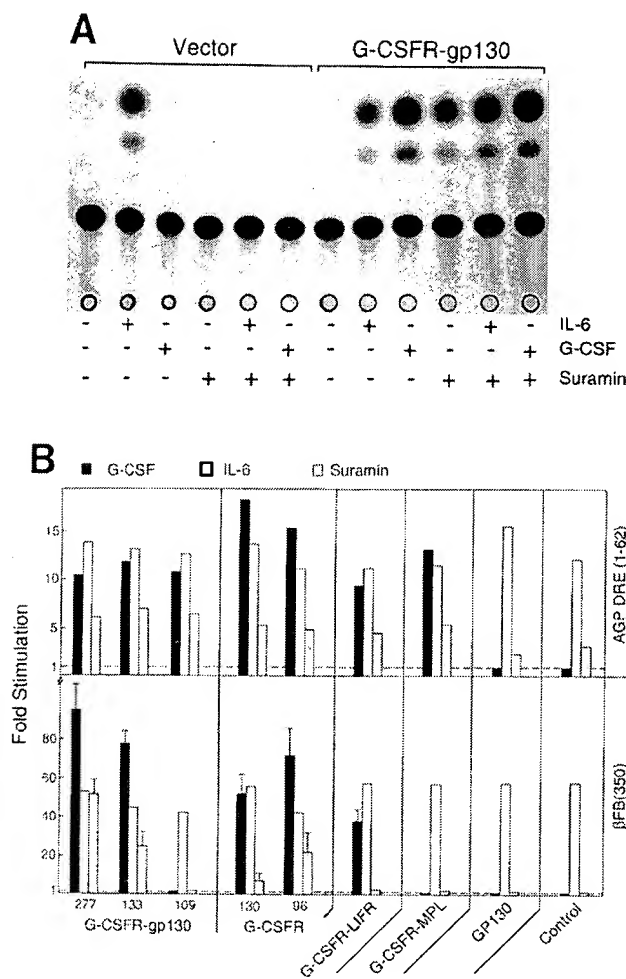 A
Vector G-CSFR-gp130
- + - - + - - + - - + - IL-6
- - + - - + - - + - - + G-CSF
- - - + + + - - - + + + Suramin
B
G-CSF IL-6 Suramin
Fold Stimulation
15
10
5
1
AGP DRE (1-62)
80
60
40
20
1
βFB(350)
277 133 109 130 96
G-CSFR-gp130 G-CSFR G-CSFR-LIFR G-CSFR-MPL GP130 Control